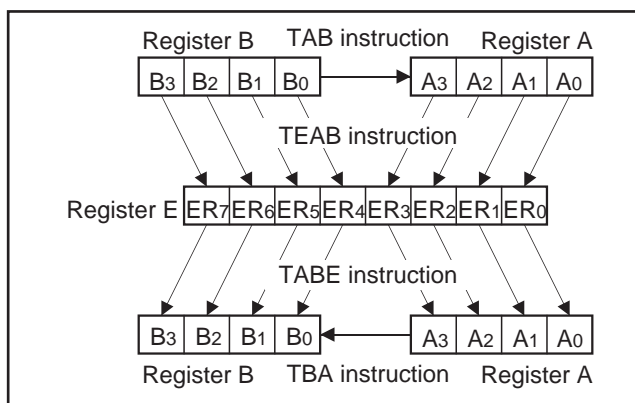 Register B TAB instruction Register A
B3 B2 B1 B0 A3 A2 A1 A0
TEAB instruction
Register E ER7 ER6 ER5 ER4 ER3 ER2 ER1 ER0
TABE instruction
B3 B2 B1 B0 A3 A2 A1 A0
Register B TBA instruction Register A